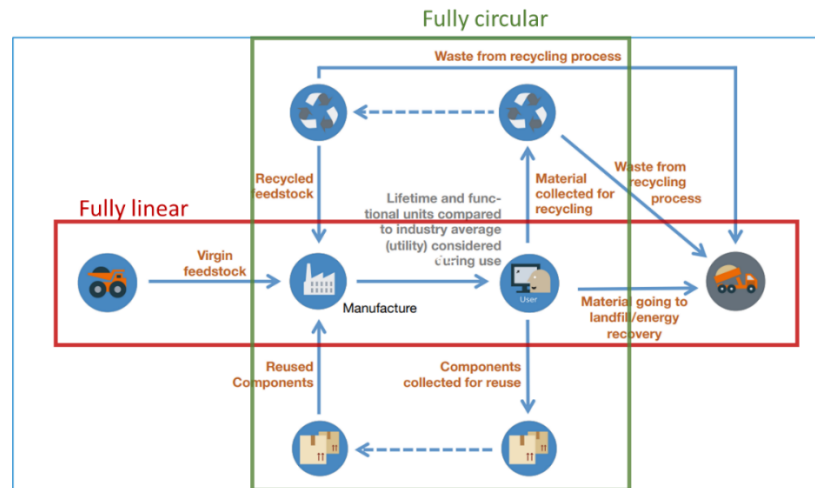 Fully circular
Waste from recycling process
Recycled
feedstock
Material
collected for
recycling
Waste from
recycling
process
Lifetime and func-
tional units compared
to industry average
(utility) considered
during use
Fully linear
Virgin
feedstock
Manufacture
User
Material going to
landfill/energy
recovery
Reused
Components
Components
collected for reuse